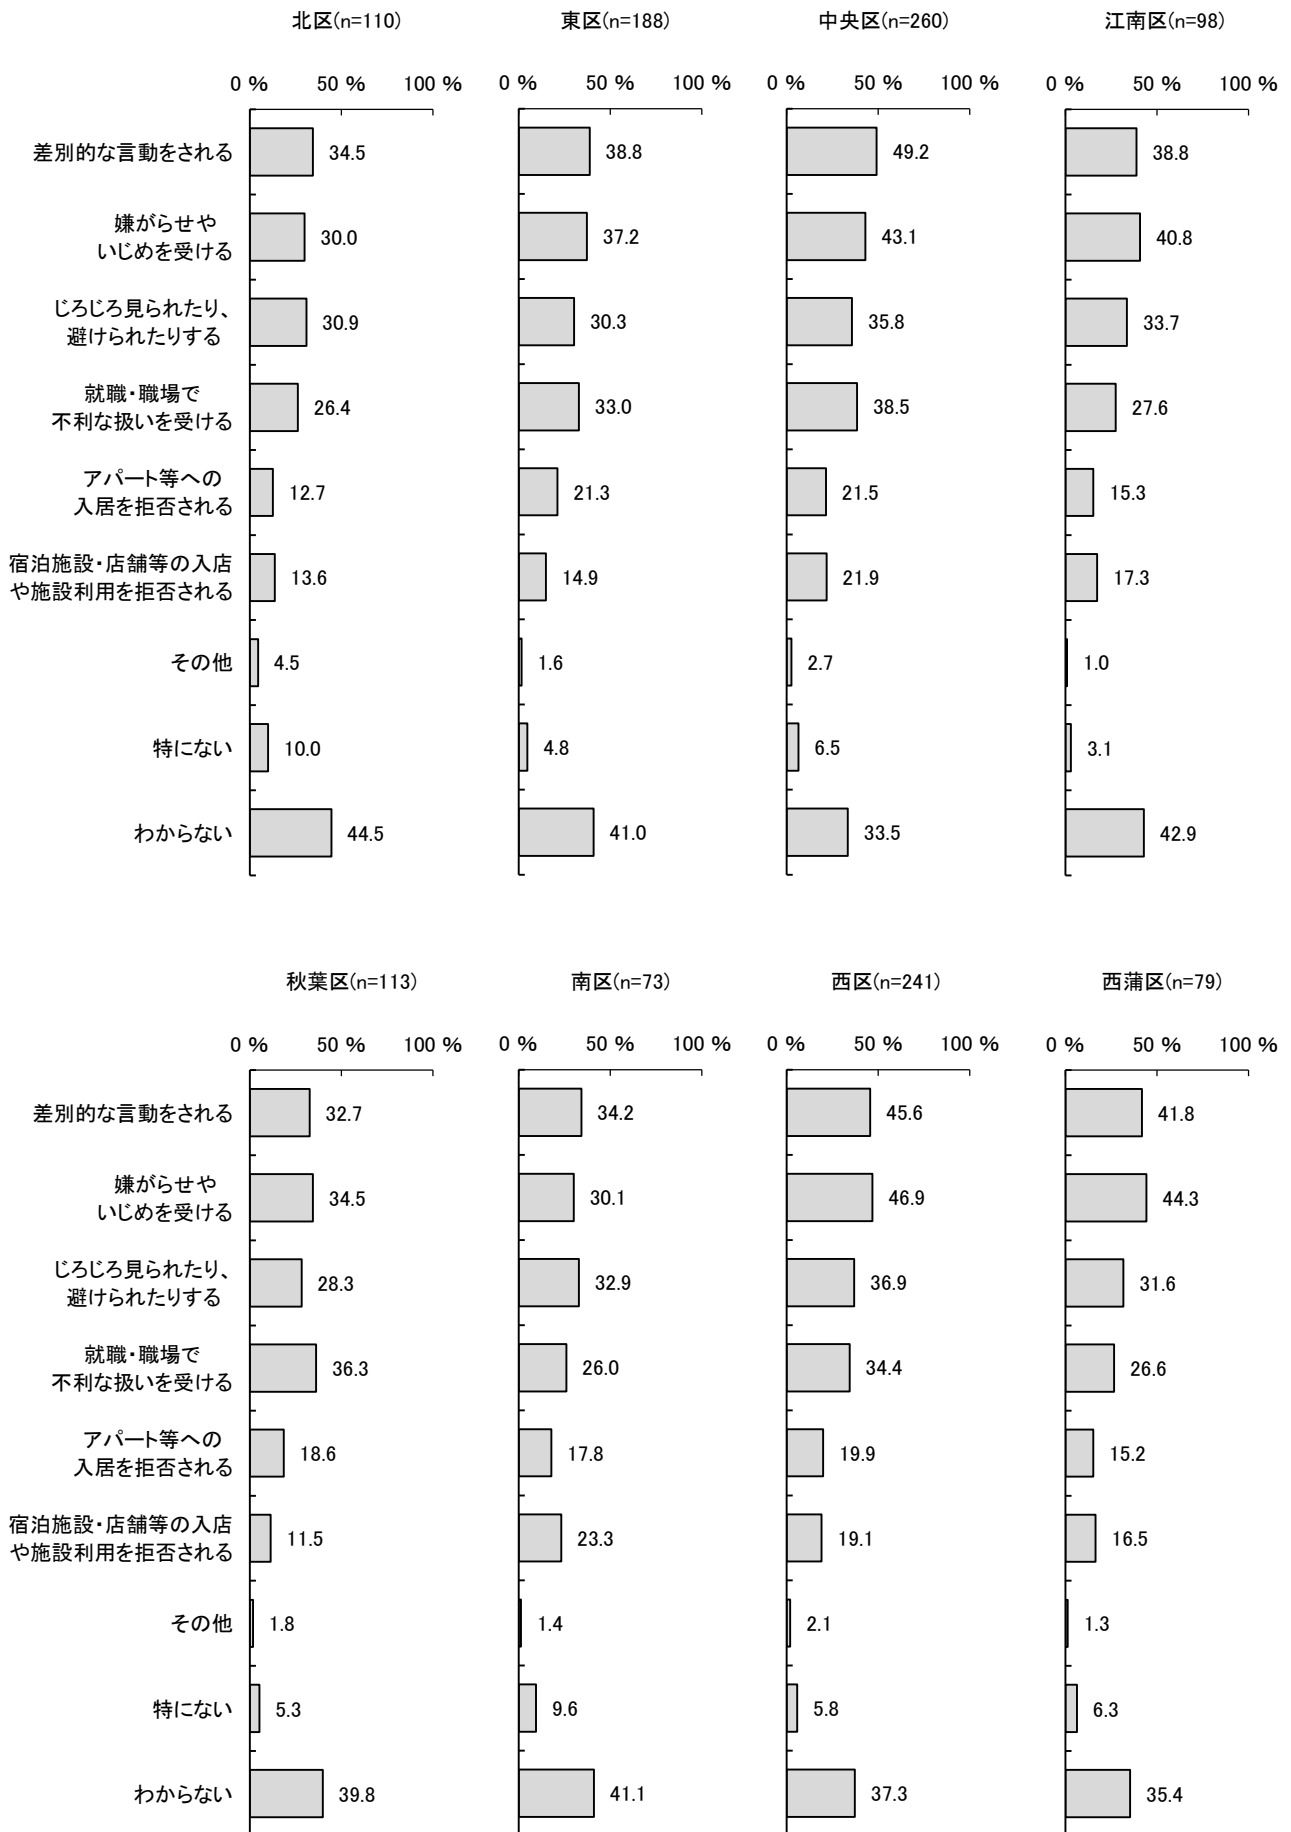 北区(n=110) 東区(n=188) 中央区(n=260) 江南区(n=98)
0 % 50 % 100 % 0 % 50 % 100 % 0 % 50 % 100 % 0 % 50 % 100 %
差別的な言動をされる 34.5 38.8 49.2 38.8
嫌がらせや
いじめを受ける 30.0 37.2 43.1 40.8
じろじろ見られたり、
避けられたりする 30.9 30.3 35.8 33.7
就職・職場で
不利な扱いを受ける 26.4 33.0 38.5 27.6
アパート等への
入居を拒否される 12.7 21.3 21.5 15.3
宿泊施設・店舗等の入店
や施設利用を拒否される 13.6 14.9 21.9 17.3
その他 4.5 1.6 2.7 1.0
特にない 10.0 4.8 6.5 3.1
わからない 44.5 41.0 33.5 42.9
秋葉区(n=113) 南区(n=73) 西区(n=241) 西蒲区(n=79)
0 % 50 % 100 % 0 % 50 % 100 % 0 % 50 % 100 % 0 % 50 % 100 %
差別的な言動をされる 32.7 34.2 45.6 41.8
嫌がらせや
いじめを受ける 34.5 30.1 46.9 44.3
じろじろ見られたり、
避けられたりする 28.3 32.9 36.9 31.6
就職・職場で
不利な扱いを受ける 36.3 26.0 34.4 26.6
アパート等への
入居を拒否される 18.6 17.8 19.9 15.2
宿泊施設・店舗等の入店
や施設利用を拒否される 11.5 23.3 19.1 16.5
その他 1.8 1.4 2.1 1.3
特にない 5.3 9.6 5.8 6.3
わからない 39.8 41.1 37.3 35.4